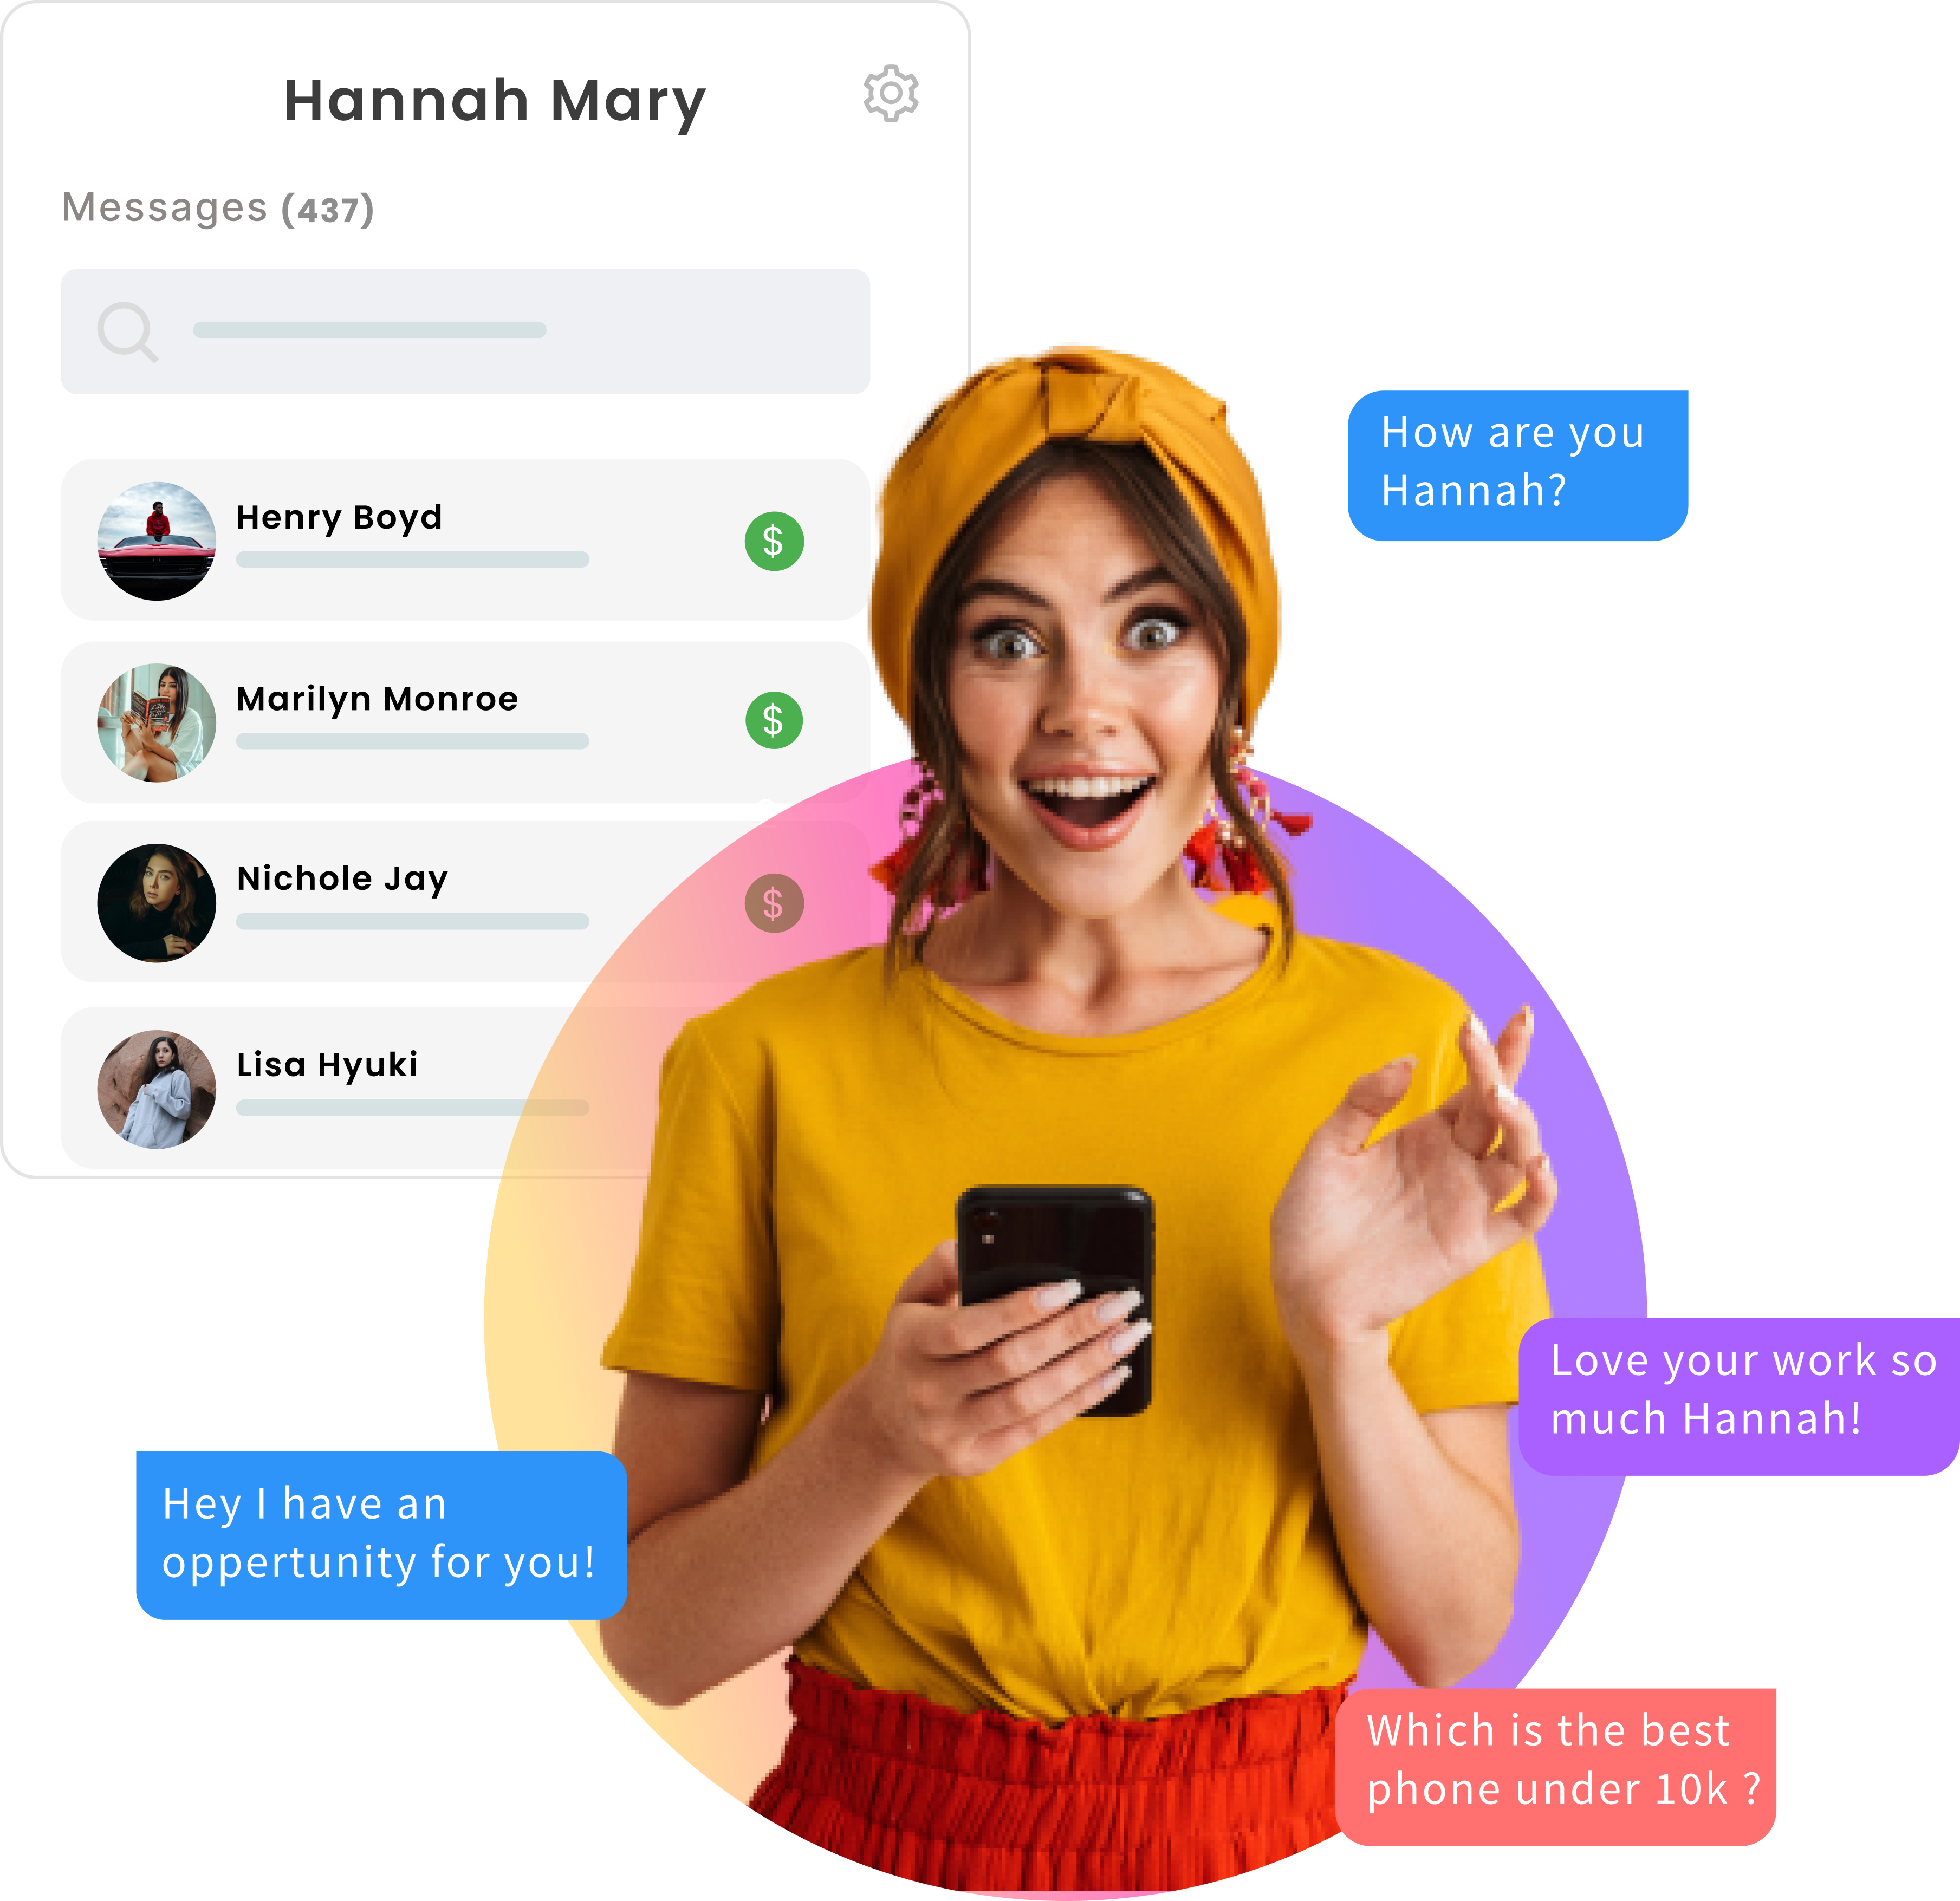 Hannah Mary
Messages (437)
Henry Boyd
$
Marilyn Monroe
$
Nichole Jay
$
Lisa Hyuki
How are you
Hannah?
Love your work so
much Hannah!
Hey I have an
oppertunity for you!
Which is the best
phone under 10k ?